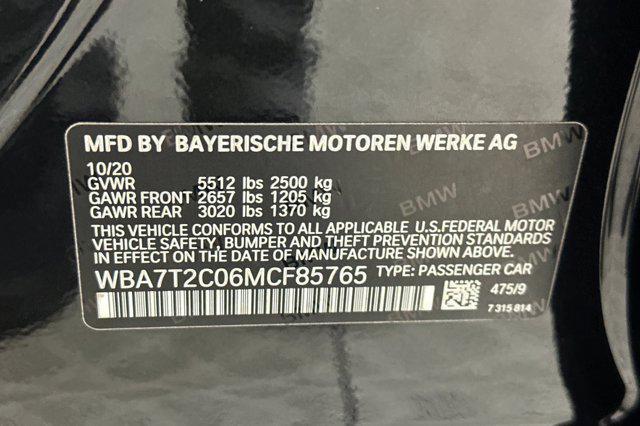 MFD BY BAYERISCHE MOTOREN WERKE AG
10/20
GVWR 5512 lbs 2500 kg
GAWR FRONT 2657 lbs 1205 kg
GAWR REAR 3020 lbs 1370 kg
THIS VEHICLE CONFORMS TO ALL APPLICABLE U.S.FEDERAL MOTOR
VEHICLE SAFETY, BUMPER AND THEFT PREVENTION STANDARDS
IN EFFECT ON THE DATE OF MANUFACTURE SHOWN ABOVE.
WBA7T2C06MCF85765 TYPE: PASSENGER CAR
475/9
7 315 814
BMW
BMW
BMW